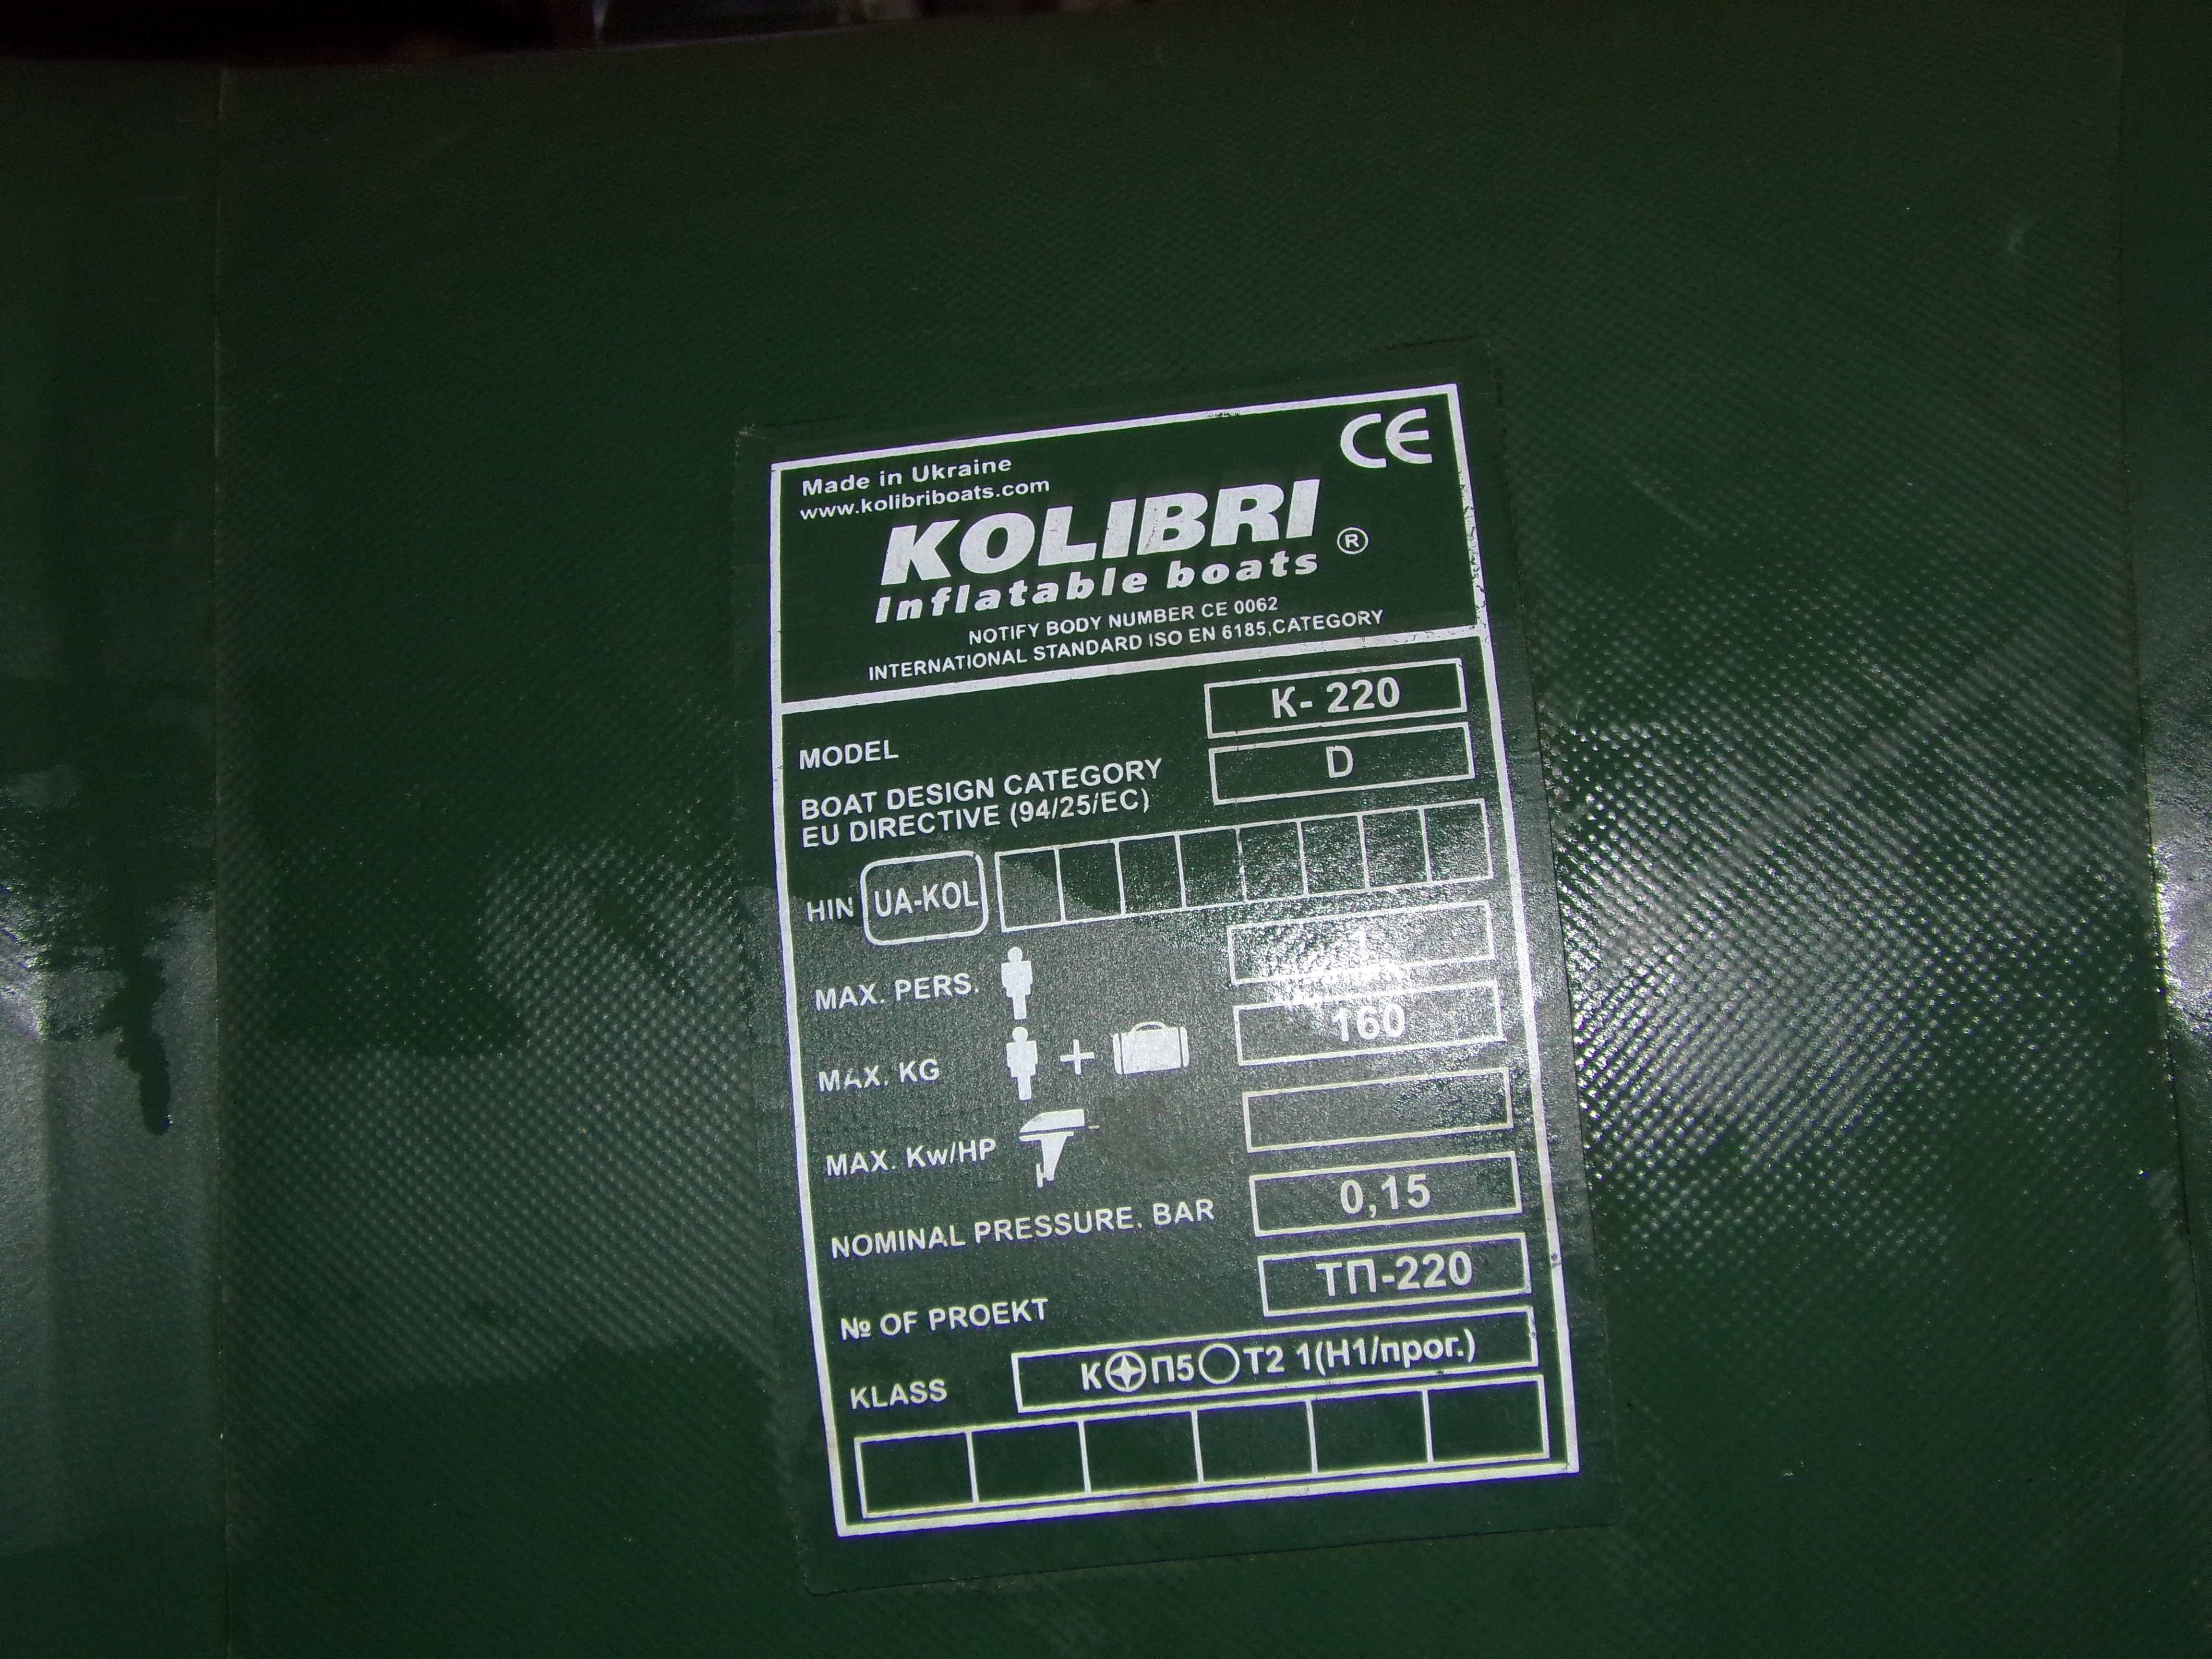 CE
Made in Ukraine
www.kolibriboats.com
KOLIBRI ®
Inflatable boats
NOTIFY BODY NUMBER CE 0062
INTERNATIONAL STANDARD ISO EN 6185,CATEGORY
MODEL K- 220
BOAT DESIGN CATEGORY D
EU DIRECTIVE (94/25/EC)
HIN UA-KOL
MAX. PERS. 1
MAX. KG + 160
MAX. Kw/HP
NOMINAL PRESSURE. BAR 0,15
№ OF PROEKT ТП-220
KLASS К П5 Т2 1(Н1/прог.)